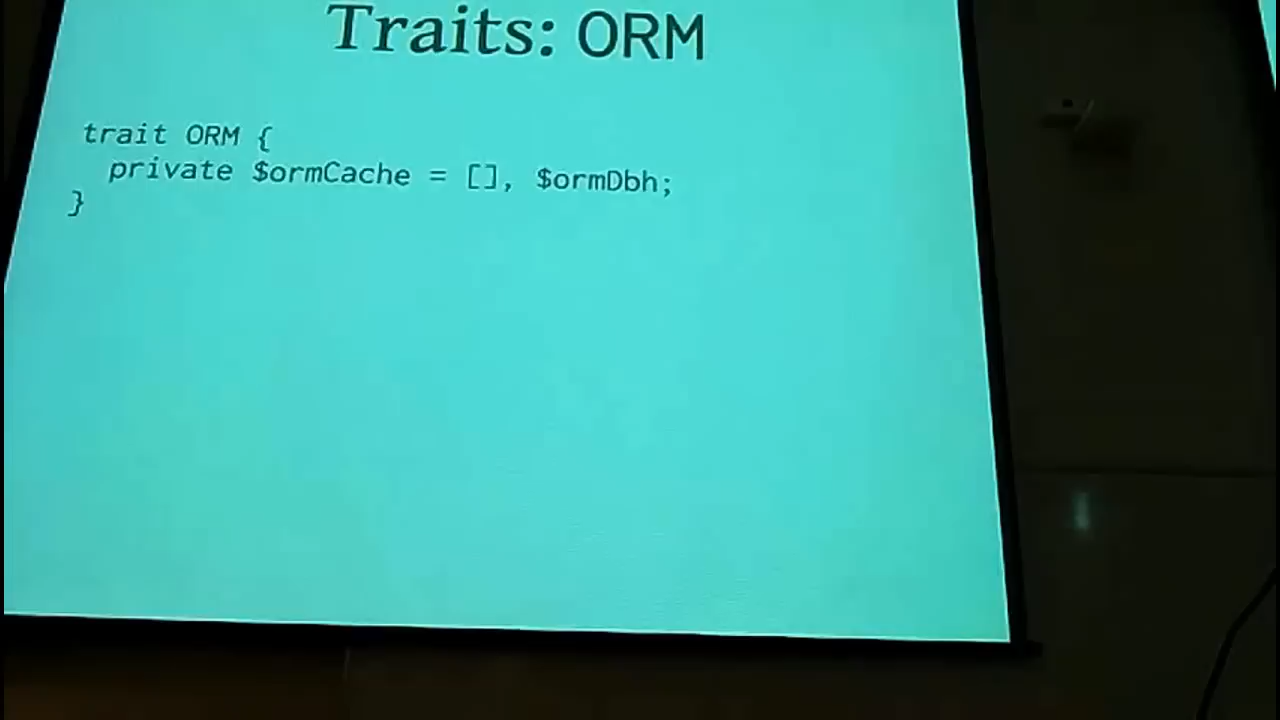 Traits: ORM
trait ORM {
private $ormCache = [], $ormDbh;
}